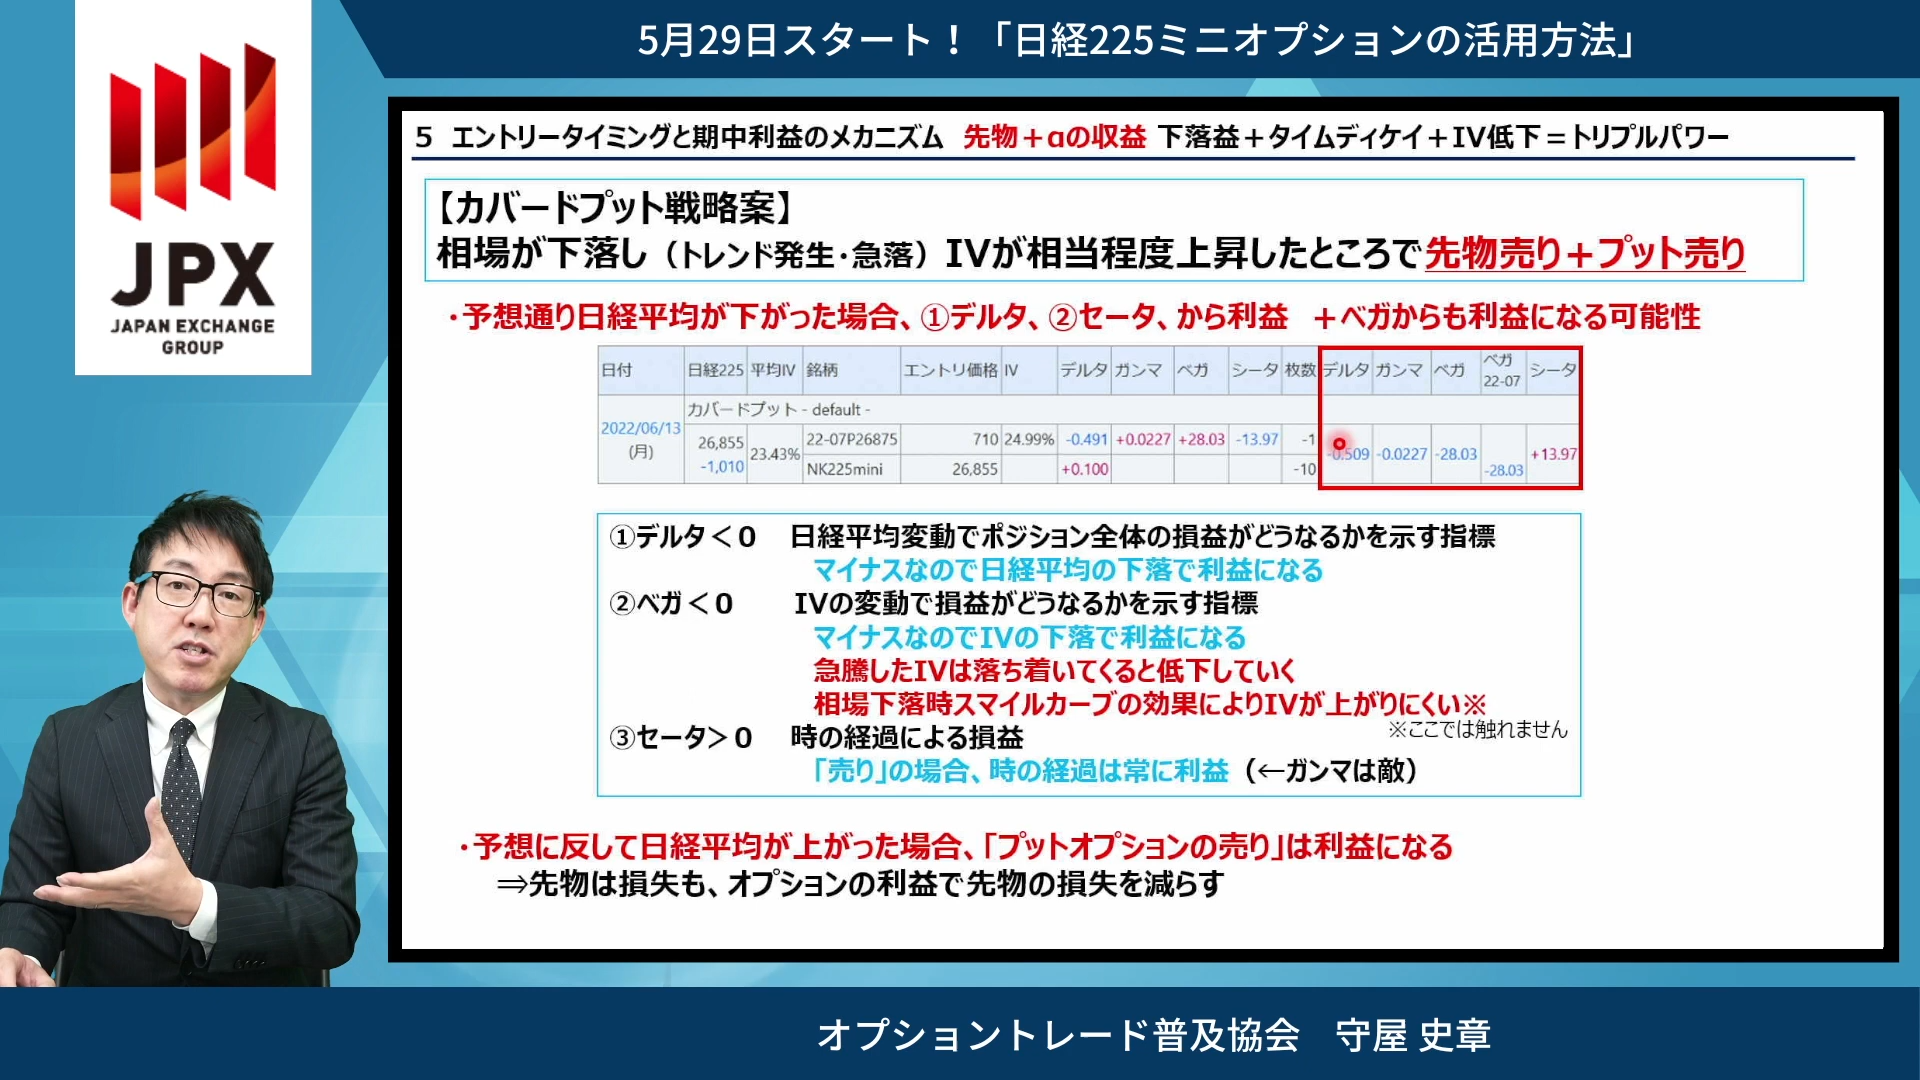 5月29日スタート！「日経225ミニオプションの活用方法」
JPX
JAPAN EXCHANGE
GROUP
5 エントリータイミングと期中利益のメカニズム 先物＋αの収益 下落益＋タイムディケイ＋IV低下＝トリプルパワー
【カバードプット戦略案】
相場が下落し（トレンド発生・急落）IVが相当程度上昇したところで先物売り＋プット売り
・予想通り日経平均が下がった場合、①デルタ、②セータ、から利益 ＋ベガからも利益になる可能性
日付 日経225 平均IV 銘柄 エントリ価格 IV デルタ ガンマ ベガ シータ 枚数 デルタ ガンマ ベガ ベガ 22-07 シータ
カバードプット - default -
2022/06/13 (月) 26,855 -1,010 23.43% 22-07P26875 710 24.99% -0.491 +0.0227 +28.03 -13.97 -1 -0.509 -0.0227 -28.03 -28.03 +13.97
NK225mini 26,855 +0.100 -10
①デルタ＜0 日経平均変動でポジション全体の損益がどうなるかを示す指標
マイナスなので日経平均の下落で利益になる
②ベガ＜0 IVの変動で損益がどうなるかを示す指標
マイナスなのでIVの下落で利益になる
急騰したIVは落ち着いてくると低下していく
相場下落時スマイルカーブの効果によりIVが上がりにくい※
※ここでは触れません
③セータ＞0 時の経過による損益
「売り」の場合、時の経過は常に利益（←ガンマは敵）
・予想に反して日経平均が上がった場合、「プットオプションの売り」は利益になる
⇒先物は損失も、オプションの利益で先物の損失を減らす
オプショントレード普及協会 守屋 史章